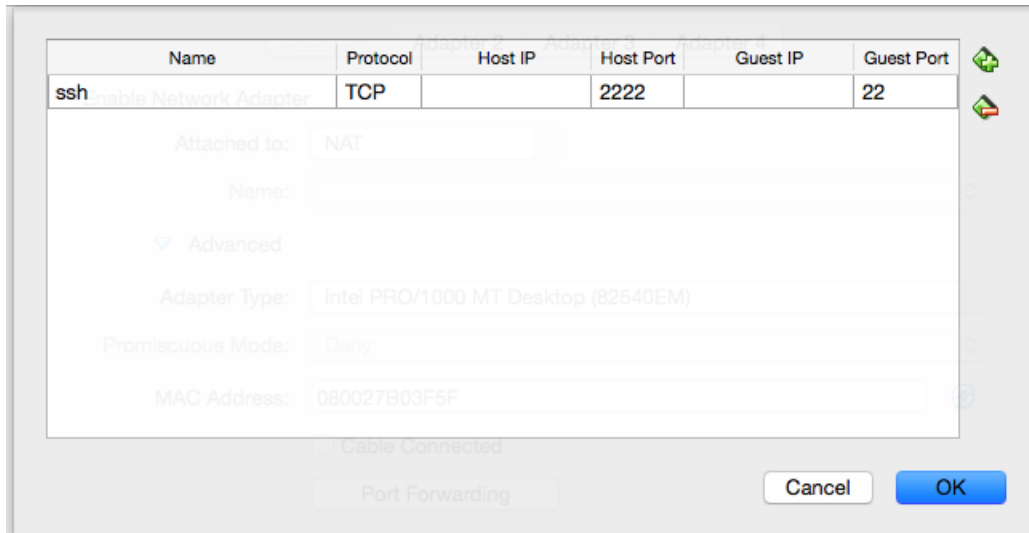 Adapter 2 Adapter 3 Adapter 4
Name Protocol Host IP Host Port Guest IP Guest Port
ssh TCP 2222 22
Enable Network Adapter
Attached to: NAT
Name:
Advanced
Adapter Type: Intel PRO/1000 MT Desktop (82540EM)
Promiscuous Mode: Deny
MAC Address: 080027B03F5F
Cable Connected
Port Forwarding
Cancel OK